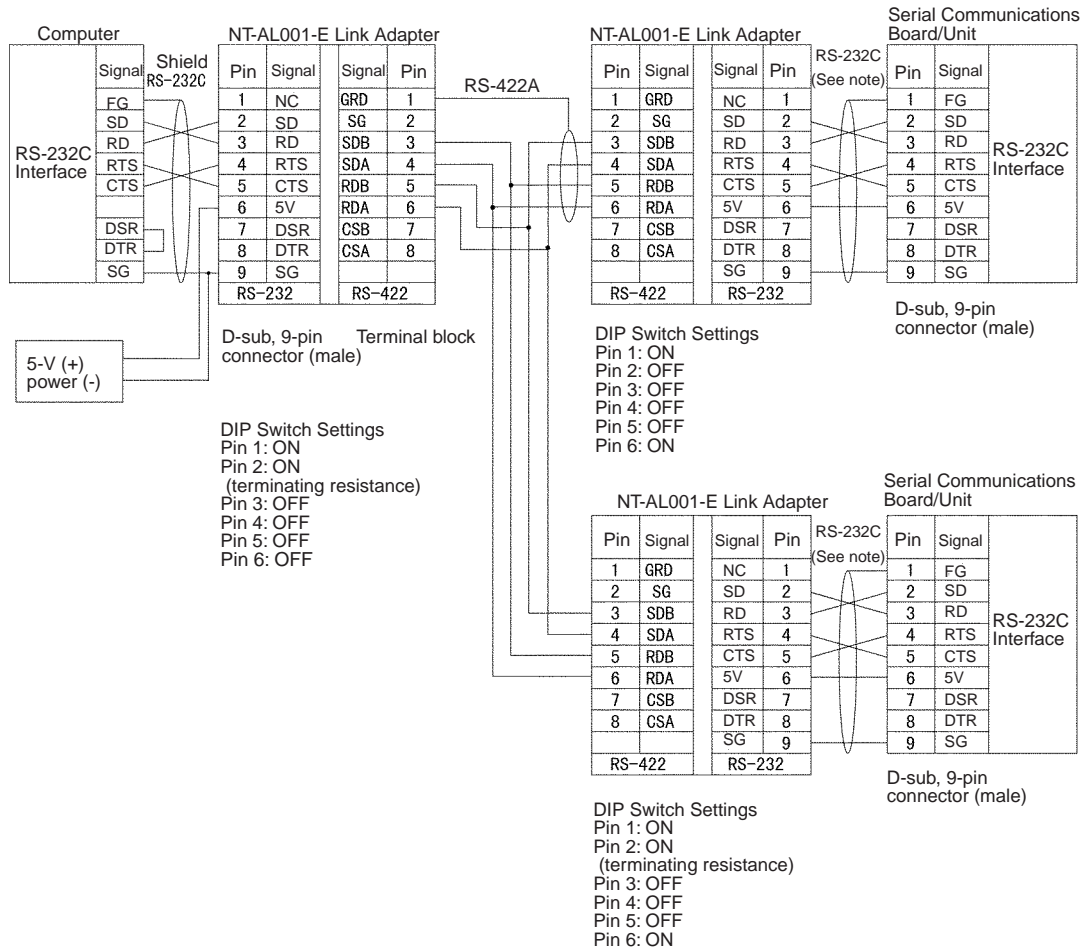 Computer
NT-AL001-E Link Adapter
Signal
Shield
RS-232C
Pin Signal Signal Pin
RS-232C
Interface
FG
SD
RD
RTS
CTS
DSR
DTR
SG
1 NC GRD 1
2 SD SG 2
3 RD SDB 3
4 RTS SDA 4
5 CTS RDB 5
6 5V RDA 6
7 DSR CSB 7
8 DTR CSA 8
9 SG
RS-232 RS-422
RS-422A
D-sub, 9-pin
connector (male)
Terminal block
5-V (+)
power (-)
DIP Switch Settings
Pin 1: ON
Pin 2: ON
(terminating resistance)
Pin 3: OFF
Pin 4: OFF
Pin 5: OFF
Pin 6: OFF
NT-AL001-E Link Adapter
Serial Communications
Board/Unit
RS-232C
(See note)
Pin Signal Signal Pin Pin Signal
1 GRD NC 1 1 FG
2 SG SD 2 2 SD
3 SDB RD 3 3 RD
4 SDA RTS 4 4 RTS
5 RDB CTS 5 5 CTS
6 RDA 5V 6 6 5V
7 CSB DSR 7 7 DSR
8 CSA DTR 8 8 DTR
SG 9 9 SG
RS-422 RS-232
RS-232C
Interface
D-sub, 9-pin
connector (male)
DIP Switch Settings
Pin 1: ON
Pin 2: OFF
Pin 3: OFF
Pin 4: OFF
Pin 5: OFF
Pin 6: ON
NT-AL001-E Link Adapter
Serial Communications
Board/Unit
RS-232C
(See note)
Pin Signal Signal Pin Pin Signal
1 GRD NC 1 1 FG
2 SG SD 2 2 SD
3 SDB RD 3 3 RD
4 SDA RTS 4 4 RTS
5 RDB CTS 5 5 CTS
6 RDA 5V 6 6 5V
7 CSB DSR 7 7 DSR
8 CSA DTR 8 8 DTR
SG 9 9 SG
RS-422 RS-232
RS-232C
Interface
D-sub, 9-pin
connector (male)
DIP Switch Settings
Pin 1: ON
Pin 2: ON
(terminating resistance)
Pin 3: OFF
Pin 4: OFF
Pin 5: OFF
Pin 6: ON